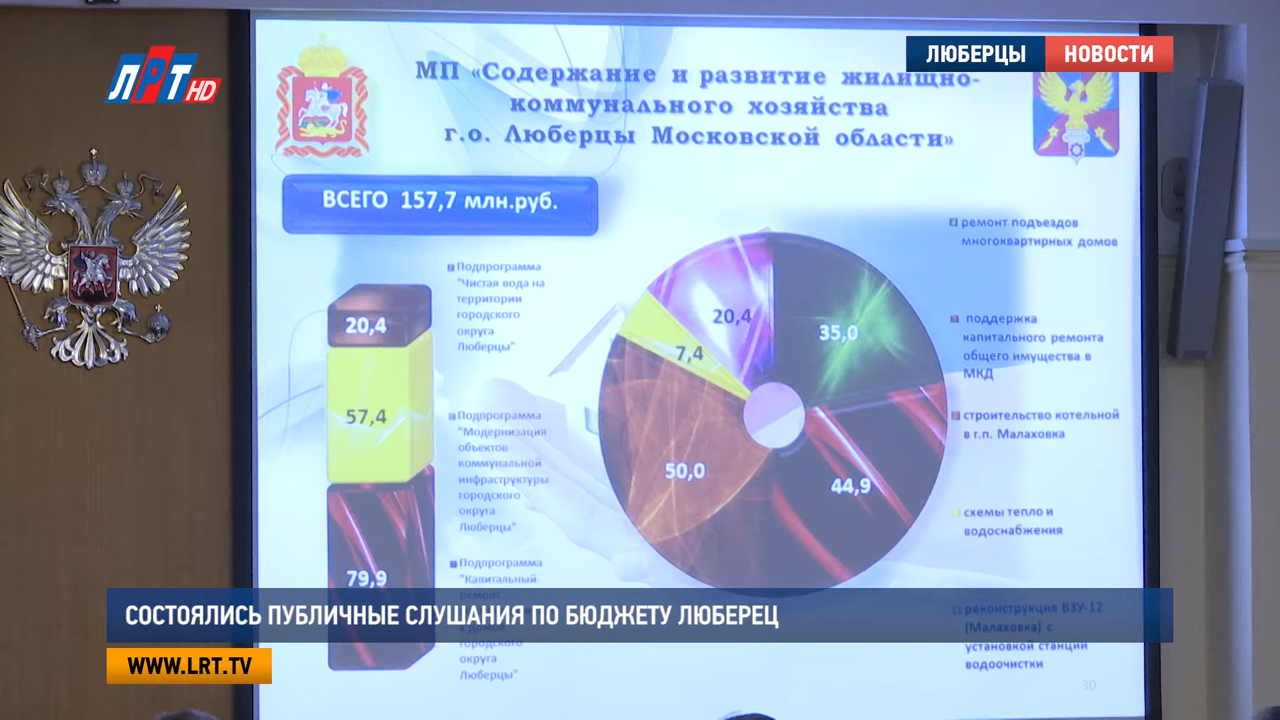 ЛРТ HD
ЛЮБЕРЦЫ НОВОСТИ
МП «Содержание и развитие жилищно-
коммунального хозяйства
г.о. Люберцы Московской области»
ВСЕГО 157,7 млн.руб.
20,4
57,4
79,9
Подпрограмма
"Чистая вода на
территории
городского
округа
Люберцы"
Подпрограмма
"Модернизация
объектов
коммунальной
инфраструктуры
городского
округа
Люберцы"
Подпрограмма
"Капитальный
ремонт
городского
округа
Люберцы"
20,4
35,0
7,4
50,0
44,9
ремонт подъездов
многоквартирных домов
поддержка
капитального ремонта
общего имущества в
МКД
строительство котельной
в г.п. Малаховка
схемы тепло и
водоснабжения
реконструкция ВЗУ-12
(Малаховка) с
установкой станции
водоочистки
30
СОСТОЯЛИСЬ ПУБЛИЧНЫЕ СЛУШАНИЯ ПО БЮДЖЕТУ ЛЮБЕРЕЦ
WWW.LRT.TV